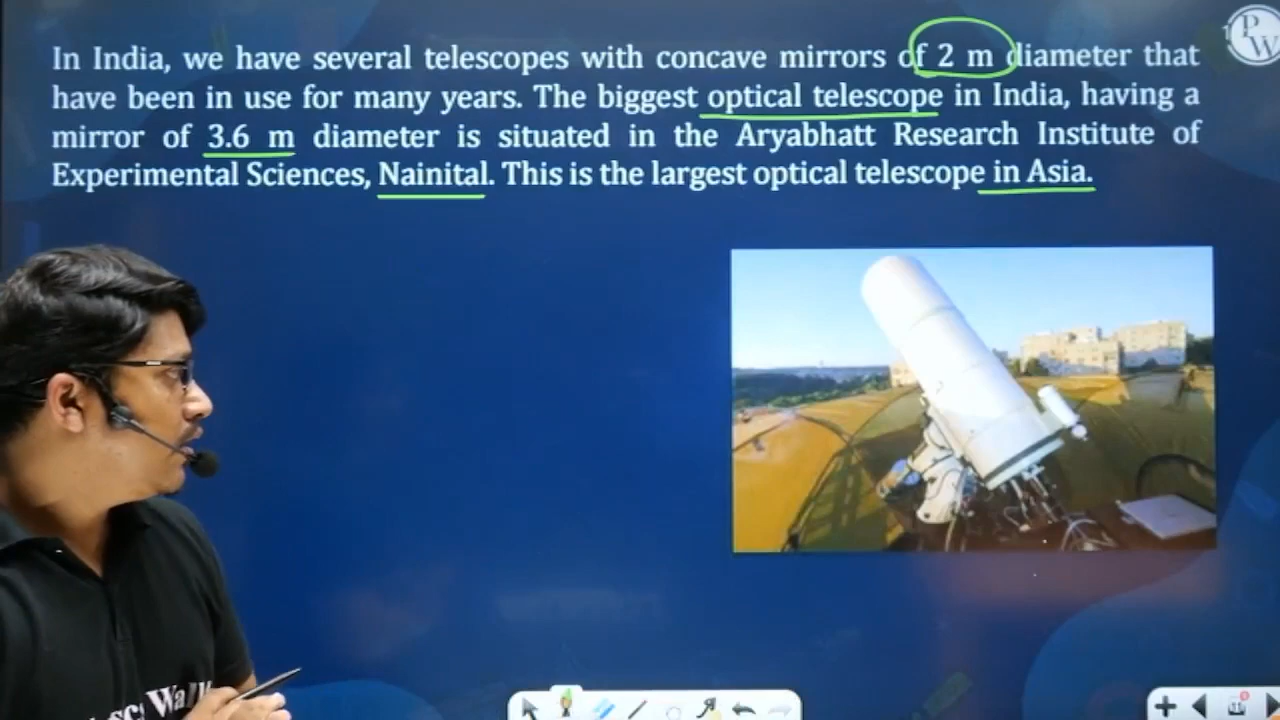 In India, we have several telescopes with concave mirrors of 2 m diameter that
have been in use for many years. The biggest optical telescope in India, having a
mirror of 3.6 m diameter is situated in the Aryabhatt Research Institute of
Experimental Sciences, Nainital. This is the largest optical telescope in Asia.
P
W
Wall
11